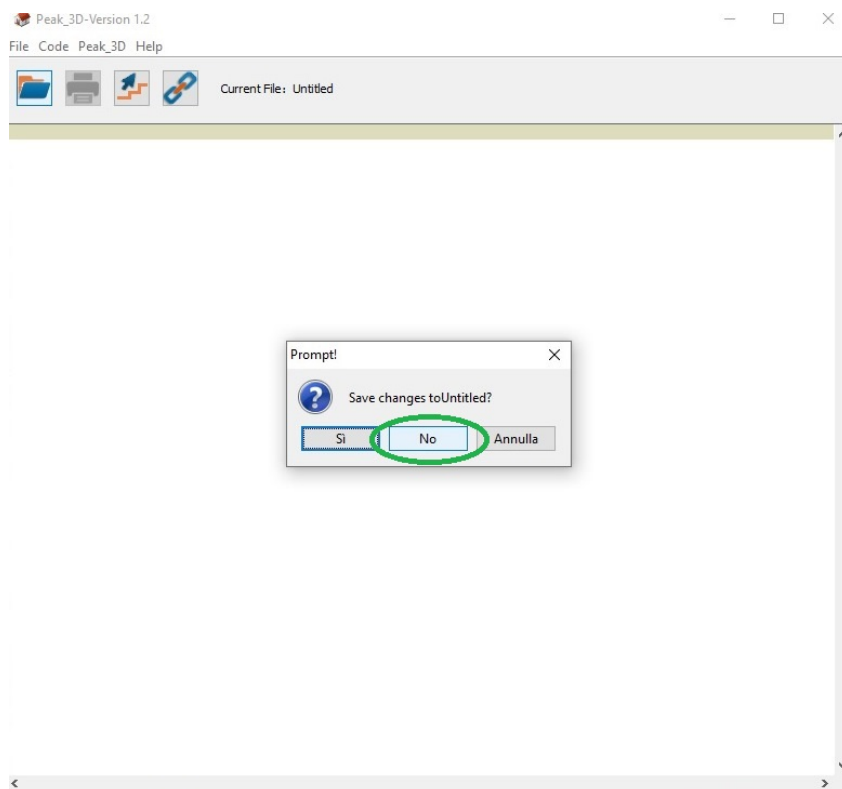 Peak_3D-Version 1.2
File Code Peak_3D Help
Current File: Untitled
Prompt!
Save changes toUntitled?
Sì No Annulla